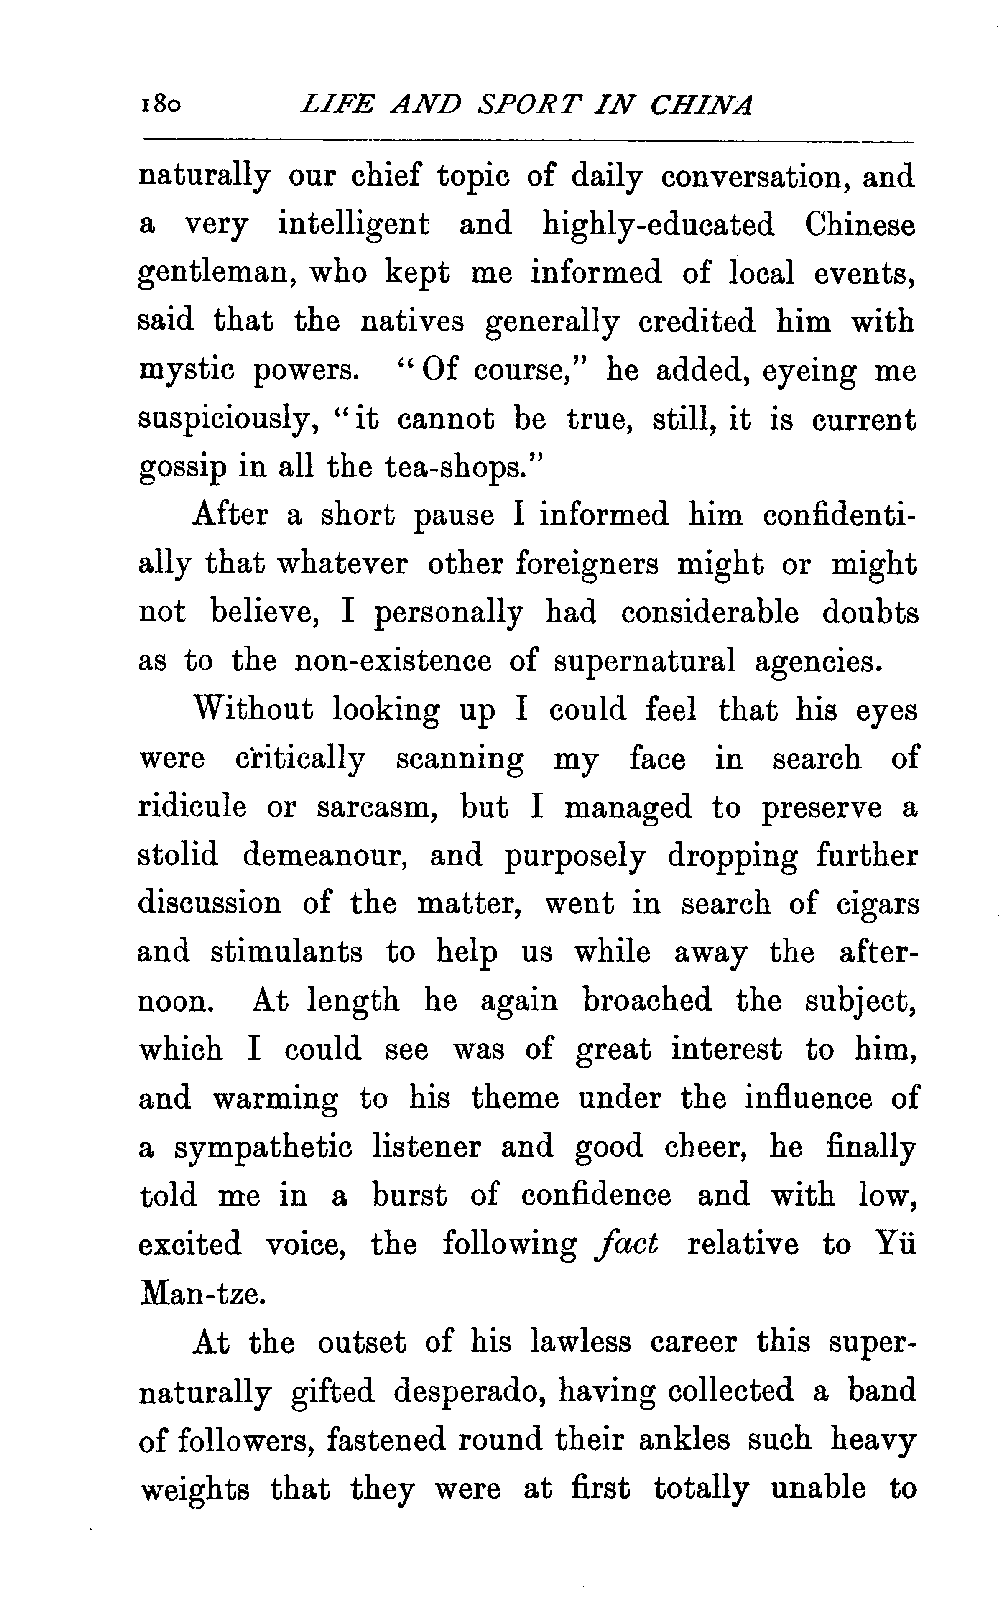 180 LIFE AND SPORT IN CHINA
naturally our chief topic of daily conversation, and
a very intelligent and highly-educated Chinese
gentleman, who kept me informed of local events,
said that the natives generally credited him with
mystic powers. “Of course,” he added, eyeing me
suspiciously, “it cannot be true, still, it is current
gossip in all the tea-shops.”
After a short pause I informed him confidenti-
ally that whatever other foreigners might or might
not believe, I personally had considerable doubts
as to the non-existence of supernatural agencies.
Without looking up I could feel that his eyes
were critically scanning my face in search of
ridicule or sarcasm, but I managed to preserve a
stolid demeanour, and purposely dropping further
discussion of the matter, went in search of cigars
and stimulants to help us while away the after-
noon. At length he again broached the subject,
which I could see was of great interest to him,
and warming to his theme under the influence of
a sympathetic listener and good cheer, he finally
told me in a burst of confidence and with low,
excited voice, the following fact relative to Yü
Man-tze.
At the outset of his lawless career this super-
naturally gifted desperado, having collected a band
of followers, fastened round their ankles such heavy
weights that they were at first totally unable to